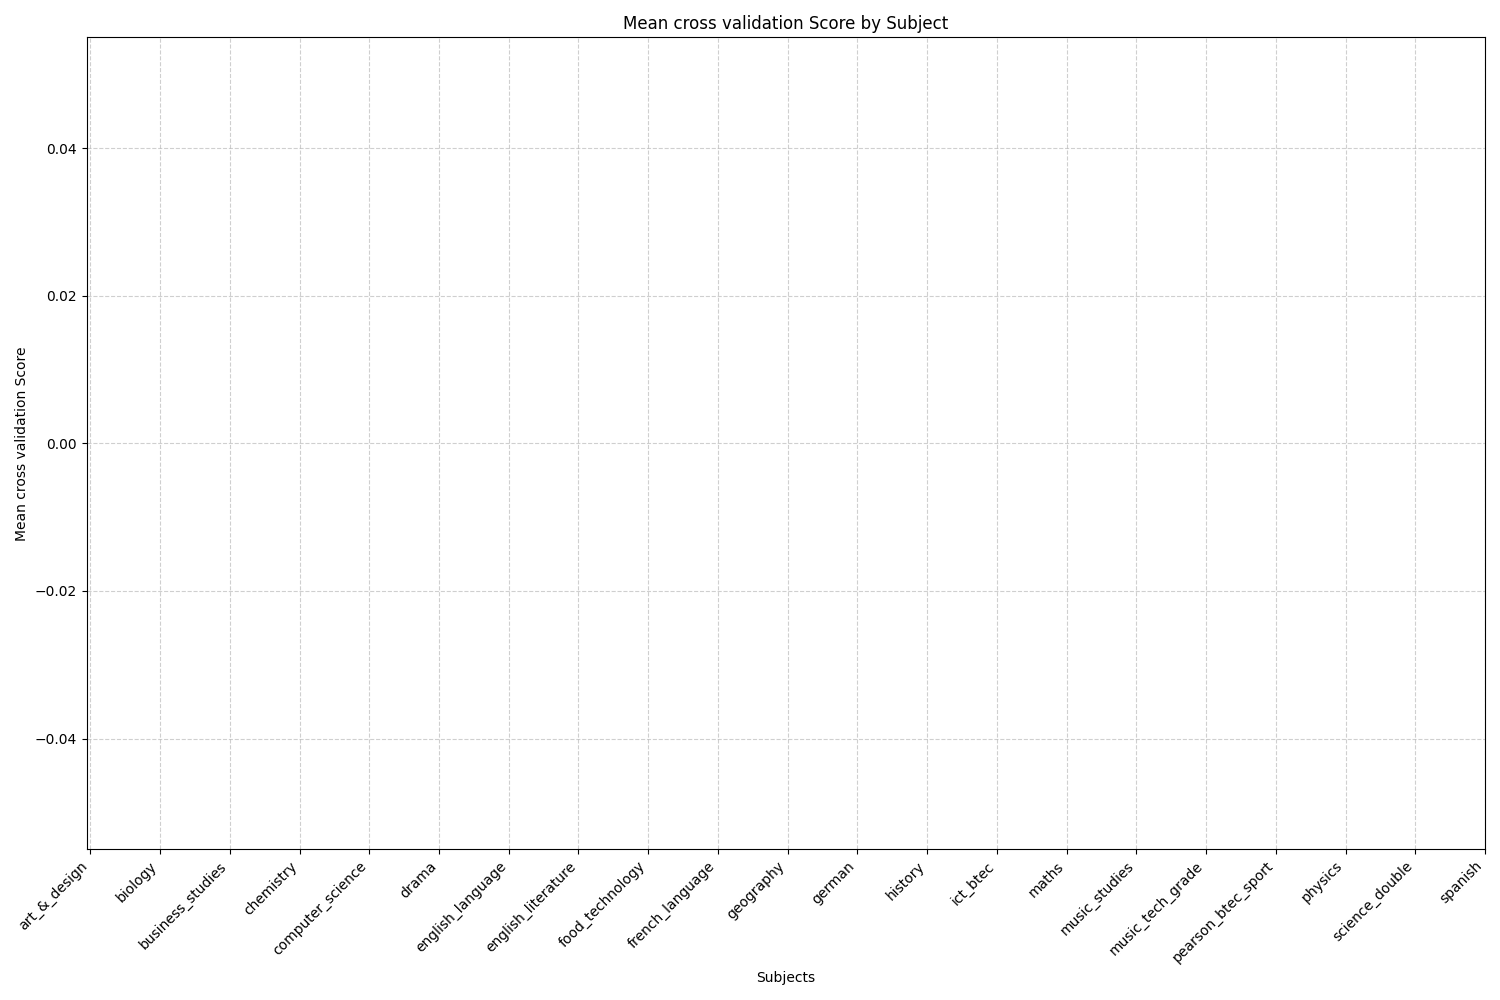 Mean cross validation Score by Subject
Mean cross validation Score
0.04
0.02
0.00
−0.02
−0.04
art_&_design
biology
business_studies
chemistry
computer_science
drama
english_language
english_literature
food_technology
french_language
geography
german
history
ict_btec
maths
music_studies
music_tech_grade
pearson_btec_sport
physics
science_double
spanish
Subjects